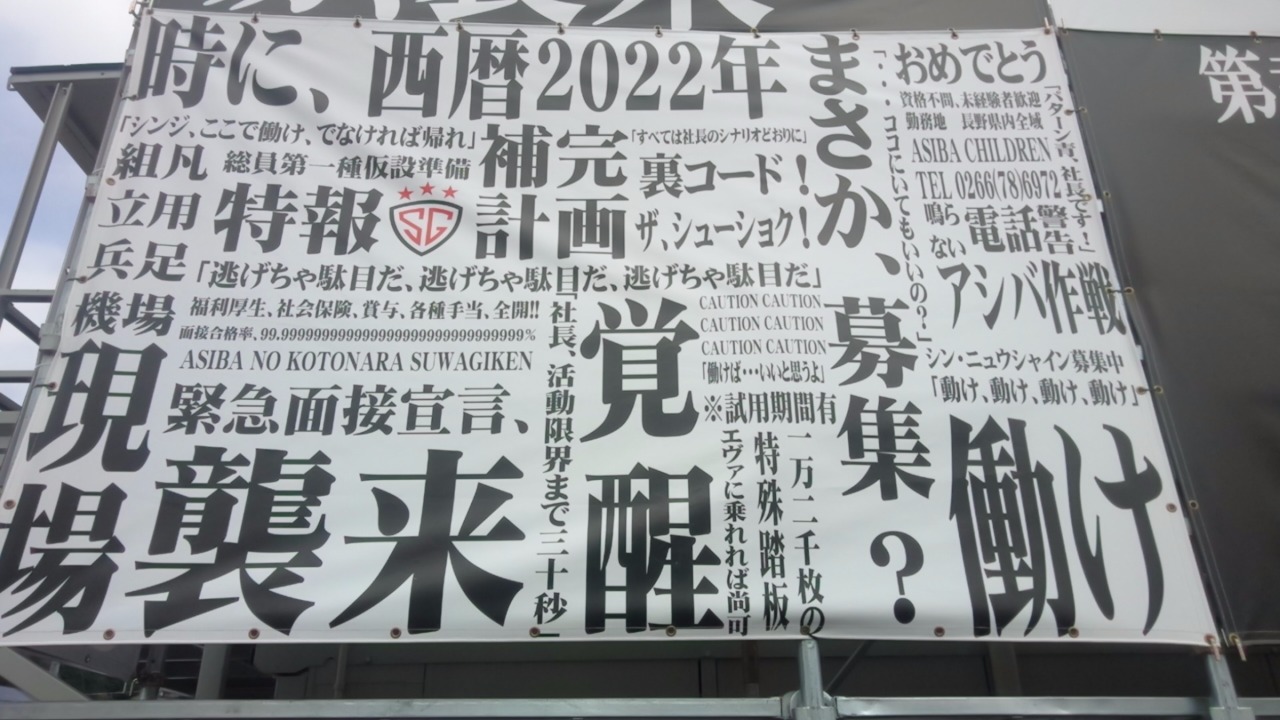 時に、西暦2022年
「シンジ、ここで働け、でなければ帰れ」
補完計画
「すべては社長のシナリオどおりに」
組立兵機
凡用足場
総員第一種仮設準備
特報
SG
裏コード！
ザ、シューショク！
「逃げちゃ駄目だ、逃げちゃ駄目だ、逃げちゃ駄目だ」
福利厚生、社会保険、賞与、各種手当、全開!!
面接合格率、99.9999999999999999999999999999%
ASIBA NO KOTONARA SUWAGIKEN
緊急面接宣言、
現場
襲来
「社長、活動限界まで三十秒」
覚醒
CAUTION CAUTION
CAUTION CAUTION
CAUTION CAUTION
「働けば・・・いいと思うよ」
※試用期間有
二万二千枚の
特殊踏板
エヴァに乗れれば尚可
まさか、募集？
「・・・ココにいてもいいの？」
おめでとう
資格不問、未経験者歓迎
勤務地　長野県内全域
ASIBA CHILDREN
TEL 0266(78)6972
「パターン青、社長です！」
鳴らない
電話
警告
アシバ作戦
シン・ニュウシャイン募集中
「動け、動け、動け、動け」
働け
第